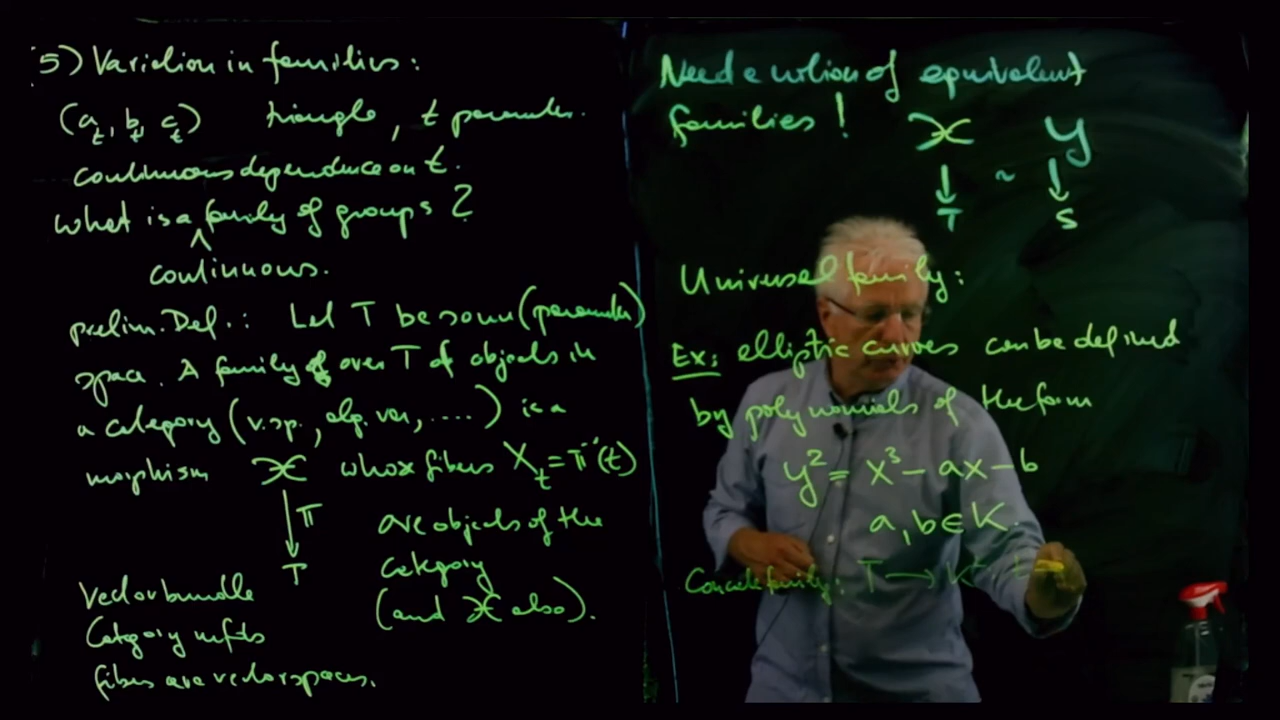 5) Variation in families:
(a_t, b_t, c_t) triangle, t parameter.
continuous dependence on t.
What is a family of groups ?
^
continuous.
prelim. Def.: Let T be some (parameter)
space. A family of over T of objects in
a category (v.sp., alg. var, ....) is a
morphism 𝒳 whose fibers X_t = π⁻¹(t)
↓ π are objects of the
T category
(and 𝒳 also).
Vector bundle
Category mfds
fibers are vector spaces.
Need a notion of equivalent
families ! 𝒳 𝒴
↓ ~ ↓
T S
Universal family:
Ex: elliptic curves can be defined
by polynomials of the form
y² = x³ - ax - b
a, b ∈ K.
Concrete family: T → K² t